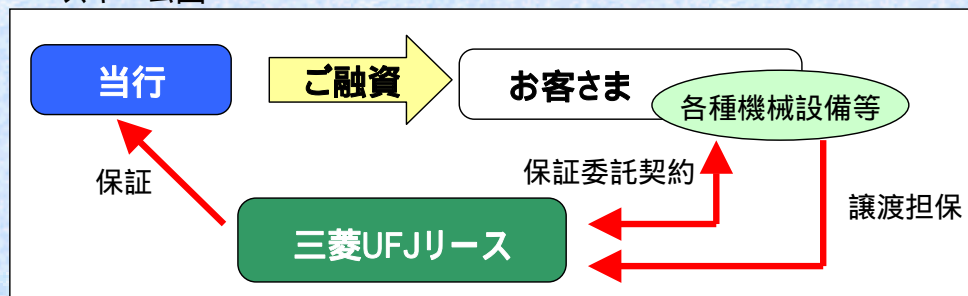 当行
ご融資
お客さま
各種機械設備等
保証
保証委託契約
譲渡担保
三菱UFJリース